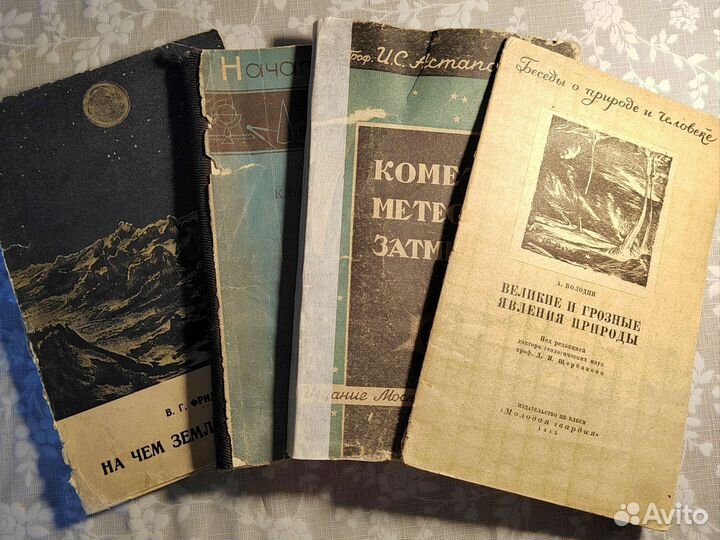 В. Г. ФРИ
НА ЧЕМ ЗЕМЛ
Начал
К. Б
Проф. И.С. Астапо
КОМЕ
МЕТЕО
ЗАТМ
Издание Мос
Беседы о природе и человеке
А. ВОЛОДИН
ВЕЛИКИЕ И ГРОЗНЫЕ
ЯВЛЕНИЯ ПРИРОДЫ
Под редакцией
доктора геологических наук
проф. Д. И. Щербакова
ИЗДАТЕЛЬСТВО ЦК ВЛКСМ
«Молодая гвардия»
Avito